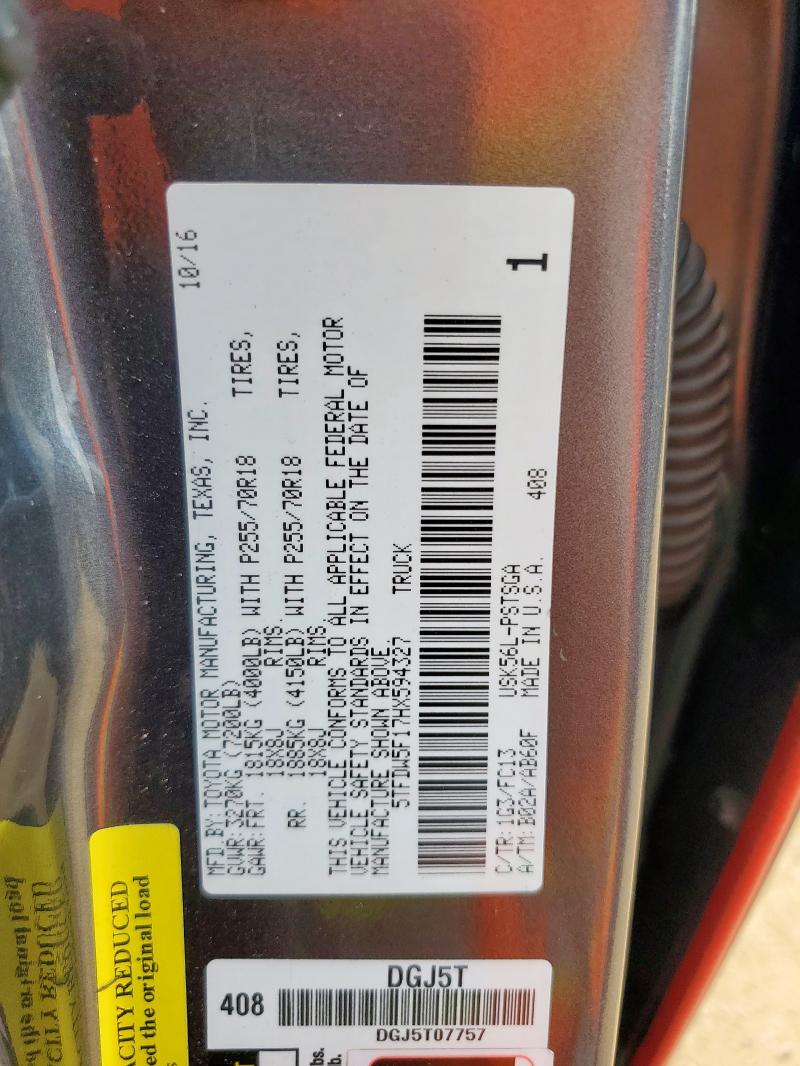 10/16
MFD.BY:TOYOTA MOTOR MANUFACTURING, TEXAS, INC.
GVWR:3270KG (7200LB)
GAWR:FRT. 1815KG (4000LB) WITH P255/70R18 TIRES,
18X8J RIMS.
RR. 1885KG (4150LB) WITH P255/70R18 TIRES,
18X8J RIMS.
THIS VEHICLE CONFORMS TO ALL APPLICABLE FEDERAL MOTOR
VEHICLE SAFETY STANDARDS IN EFFECT ON THE DATE OF
MANUFACTURE SHOWN ABOVE.
5TFDW5F17HX594327 TRUCK
1
C/TR:1G3/FC13 USK56L-PSTSGA
A/TM:B02A/AB60F MADE IN U.S.A. 408
ACITY REDUCED
ed the original load
DGJ5T
408
DGJ5T07757
lbs.
lb.